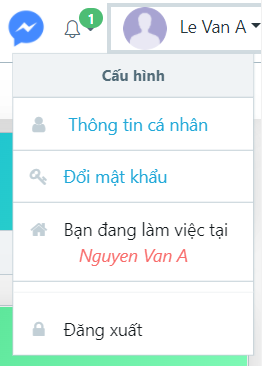 1
Le Van A
Cấu hình
Thông tin cá nhân
Đổi mật khẩu
Bạn đang làm việc tại
Nguyen Van A
Đăng xuất